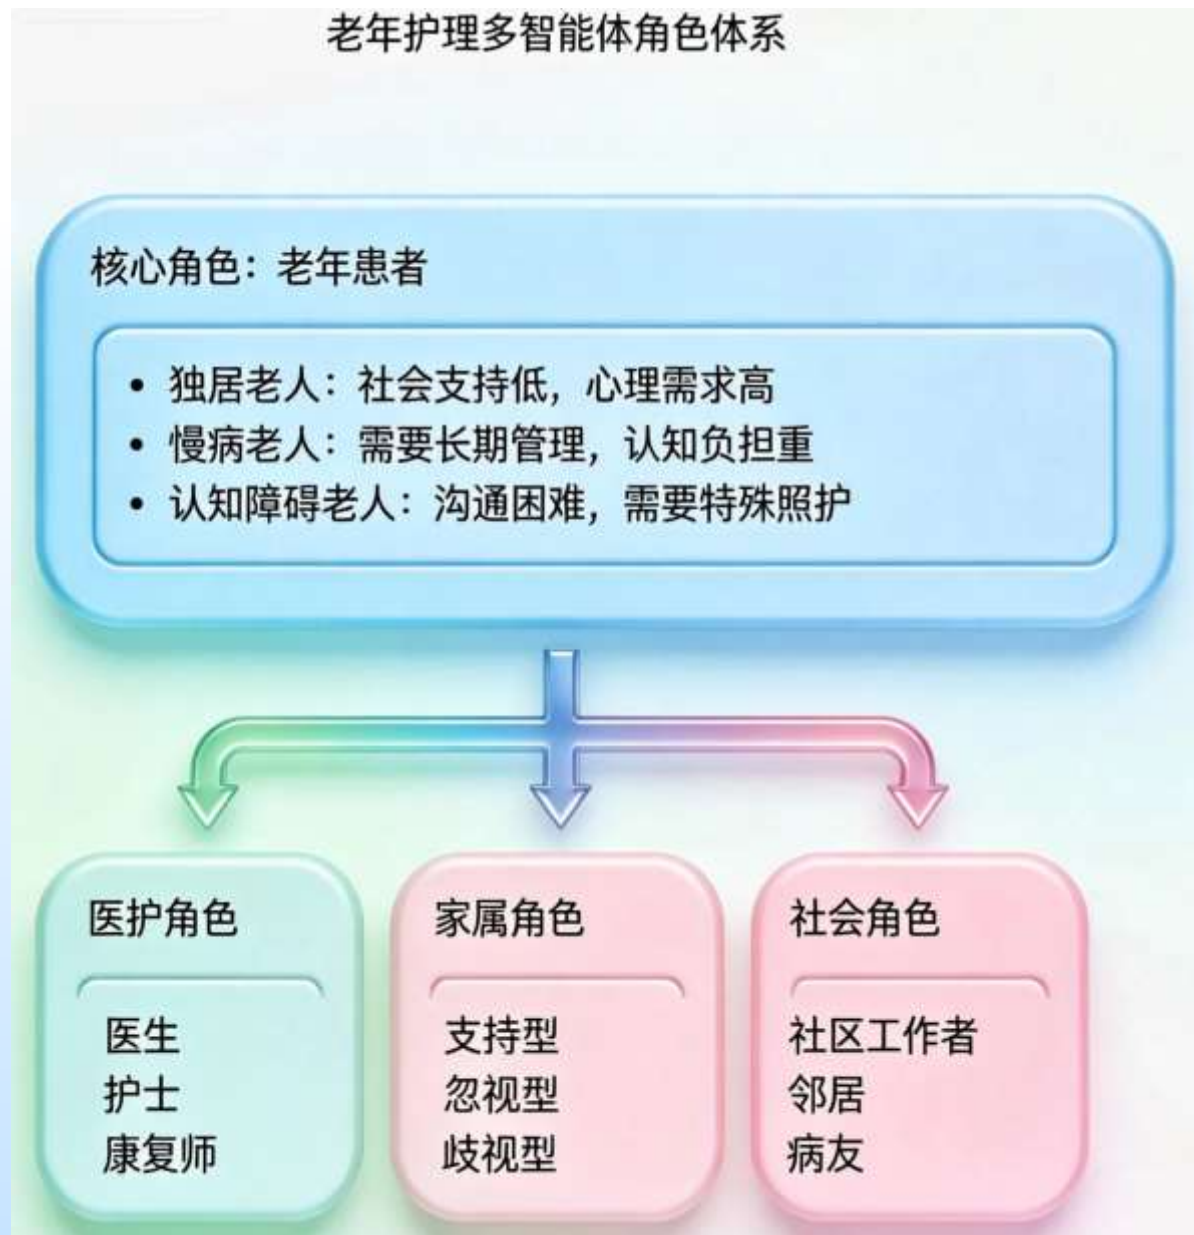 老年护理多智能体角色体系
核心角色：老年患者
• 独居老人：社会支持低，心理需求高
• 慢病老人：需要长期管理，认知负担重
• 认知障碍老人：沟通困难，需要特殊照护
医护角色
医生
护士
康复师
家属角色
支持型
忽视型
歧视型
社会角色
社区工作者
邻居
病友